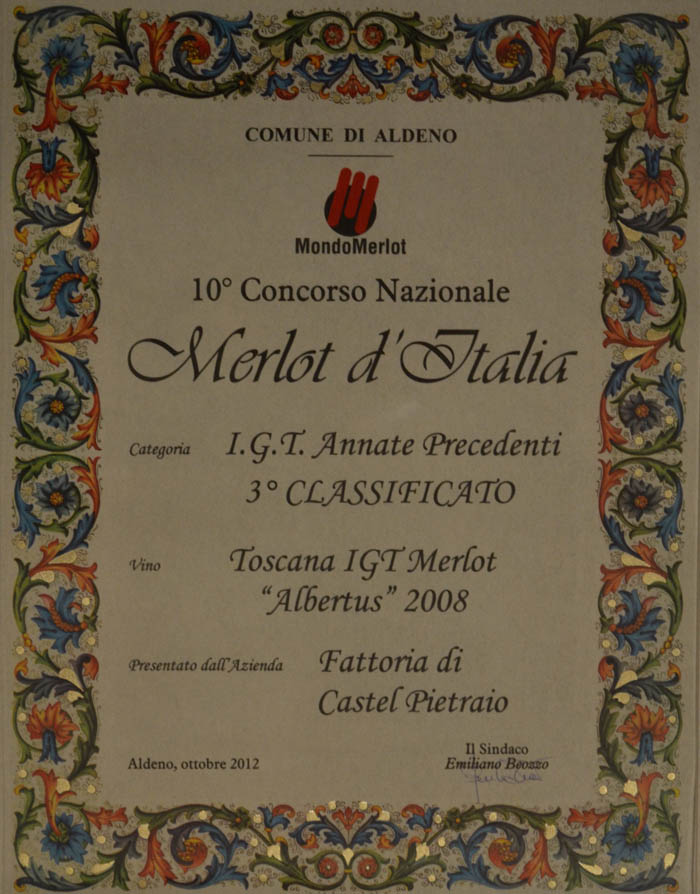 COMUNE DI ALDENO
MondoMerlot
10° Concorso Nazionale
Merlot d'Italia
Categoria I.G.T. Annate Precedenti
3° CLASSIFICATO
Vino Toscana IGT Merlot
“Albertus” 2008
Presentato dall'Azienda Fattoria di
Castel Pietraio
Il Sindaco
Aldeno, ottobre 2012 Emiliano Beozzo